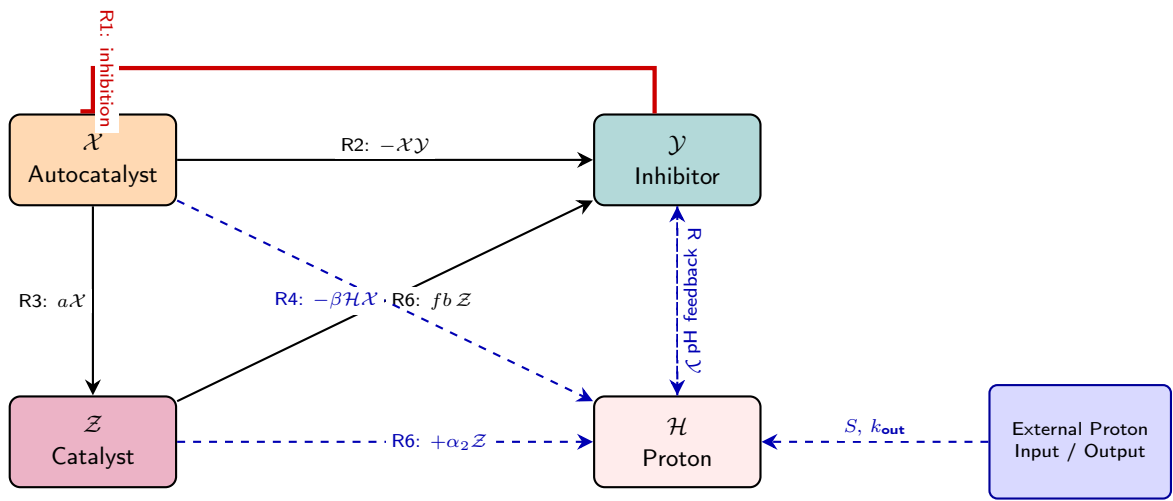 R1: inhibition
𝒳
Autocatalyst
R2: −𝒳𝒴
𝒴
Inhibitor
R3: a𝒳
R4: −βℋ𝒳
R6: fb 𝒵
𝒴 pH feedback R
𝒵
Catalyst
R6: +α₂𝒵
ℋ
Proton
S, k_out
External Proton
Input / Output